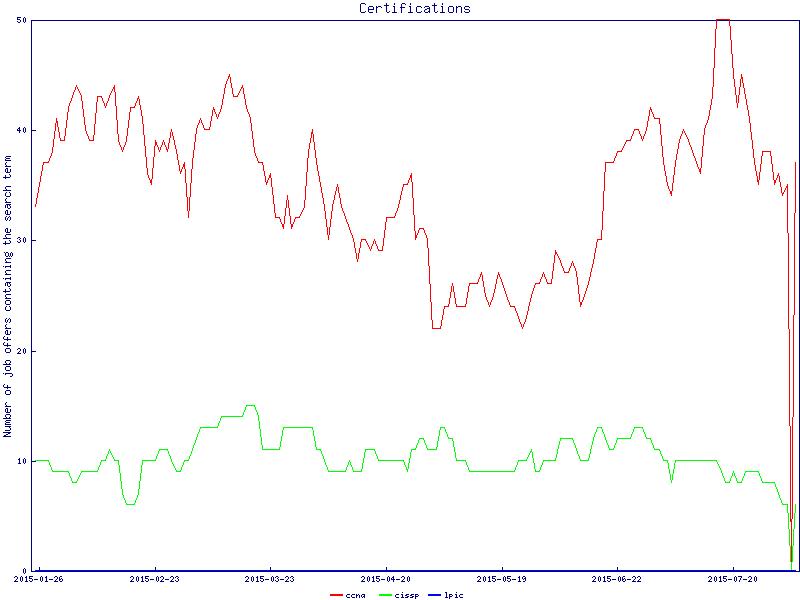 Certifications
50
40
30
20
10
0
Number of job offers containing the search term
2015-01-26 2015-02-23 2015-03-23 2015-04-20 2015-05-19 2015-06-22 2015-07-20
ccna cissp lpic